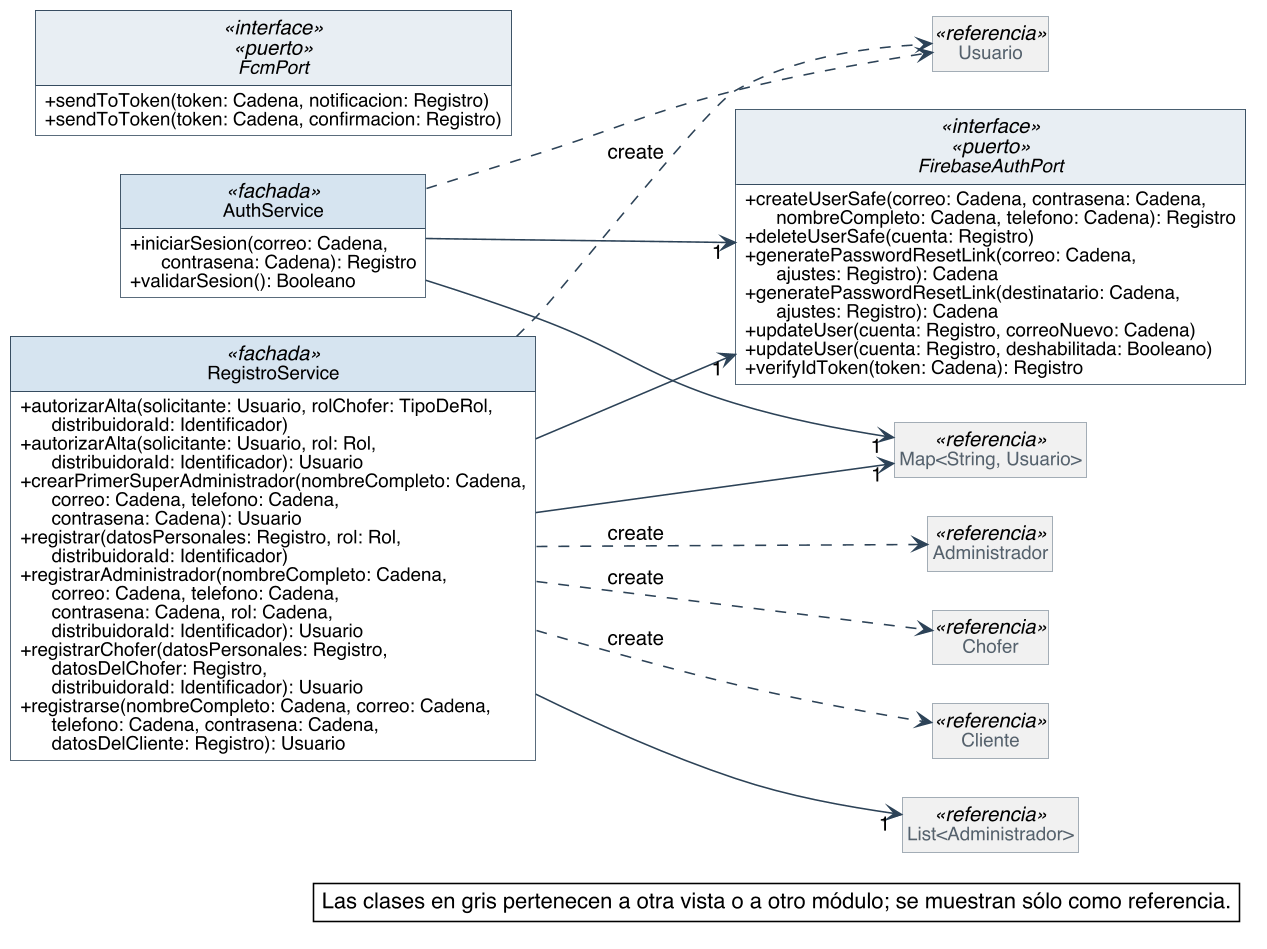 «interface»
«puerto»
FcmPort
+sendToToken(token: Cadena, notificacion: Registro)
+sendToToken(token: Cadena, confirmacion: Registro)
«referencia»
Usuario
create
«interface»
«puerto»
FirebaseAuthPort
+createUserSafe(correo: Cadena, contrasena: Cadena,
nombreCompleto: Cadena, telefono: Cadena): Registro
+deleteUserSafe(cuenta: Registro)
+generatePasswordResetLink(correo: Cadena,
ajustes: Registro): Cadena
+generatePasswordResetLink(destinatario: Cadena,
ajustes: Registro): Cadena
+updateUser(cuenta: Registro, correoNuevo: Cadena)
+updateUser(cuenta: Registro, deshabilitada: Booleano)
+verifyIdToken(token: Cadena): Registro
«fachada»
AuthService
+iniciarSesion(correo: Cadena,
contrasena: Cadena): Registro
+validarSesion(): Booleano
1
1
«fachada»
RegistroService
+autorizarAlta(solicitante: Usuario, rolChofer: TipoDeRol,
distribuidoraId: Identificador)
+autorizarAlta(solicitante: Usuario, rol: Rol,
distribuidoraId: Identificador): Usuario
+crearPrimerSuperAdministrador(nombreCompleto: Cadena,
correo: Cadena, telefono: Cadena,
contrasena: Cadena): Usuario
+registrar(datosPersonales: Registro, rol: Rol,
distribuidoraId: Identificador)
+registrarAdministrador(nombreCompleto: Cadena,
correo: Cadena, telefono: Cadena,
contrasena: Cadena, rol: Cadena,
distribuidoraId: Identificador): Usuario
+registrarChofer(datosPersonales: Registro,
datosDelChofer: Registro,
distribuidoraId: Identificador): Usuario
+registrarse(nombreCompleto: Cadena, correo: Cadena,
telefono: Cadena, contrasena: Cadena,
datosDelCliente: Registro): Usuario
1
1
«referencia»
Map<String, Usuario>
create
«referencia»
Administrador
create
«referencia»
Chofer
create
«referencia»
Cliente
1
«referencia»
List<Administrador>
Las clases en gris pertenecen a otra vista o a otro módulo; se muestran sólo como referencia.